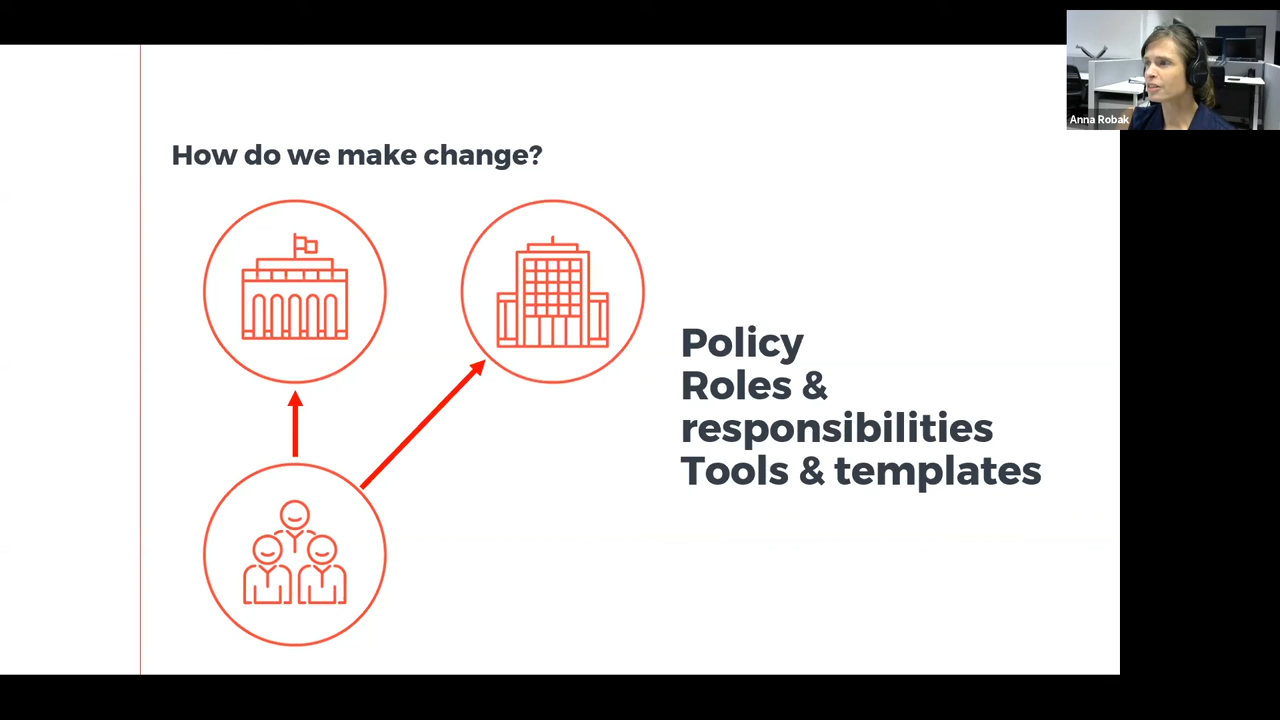 Anna Robak
How do we make change?
Policy
Roles &
responsibilities
Tools & templates